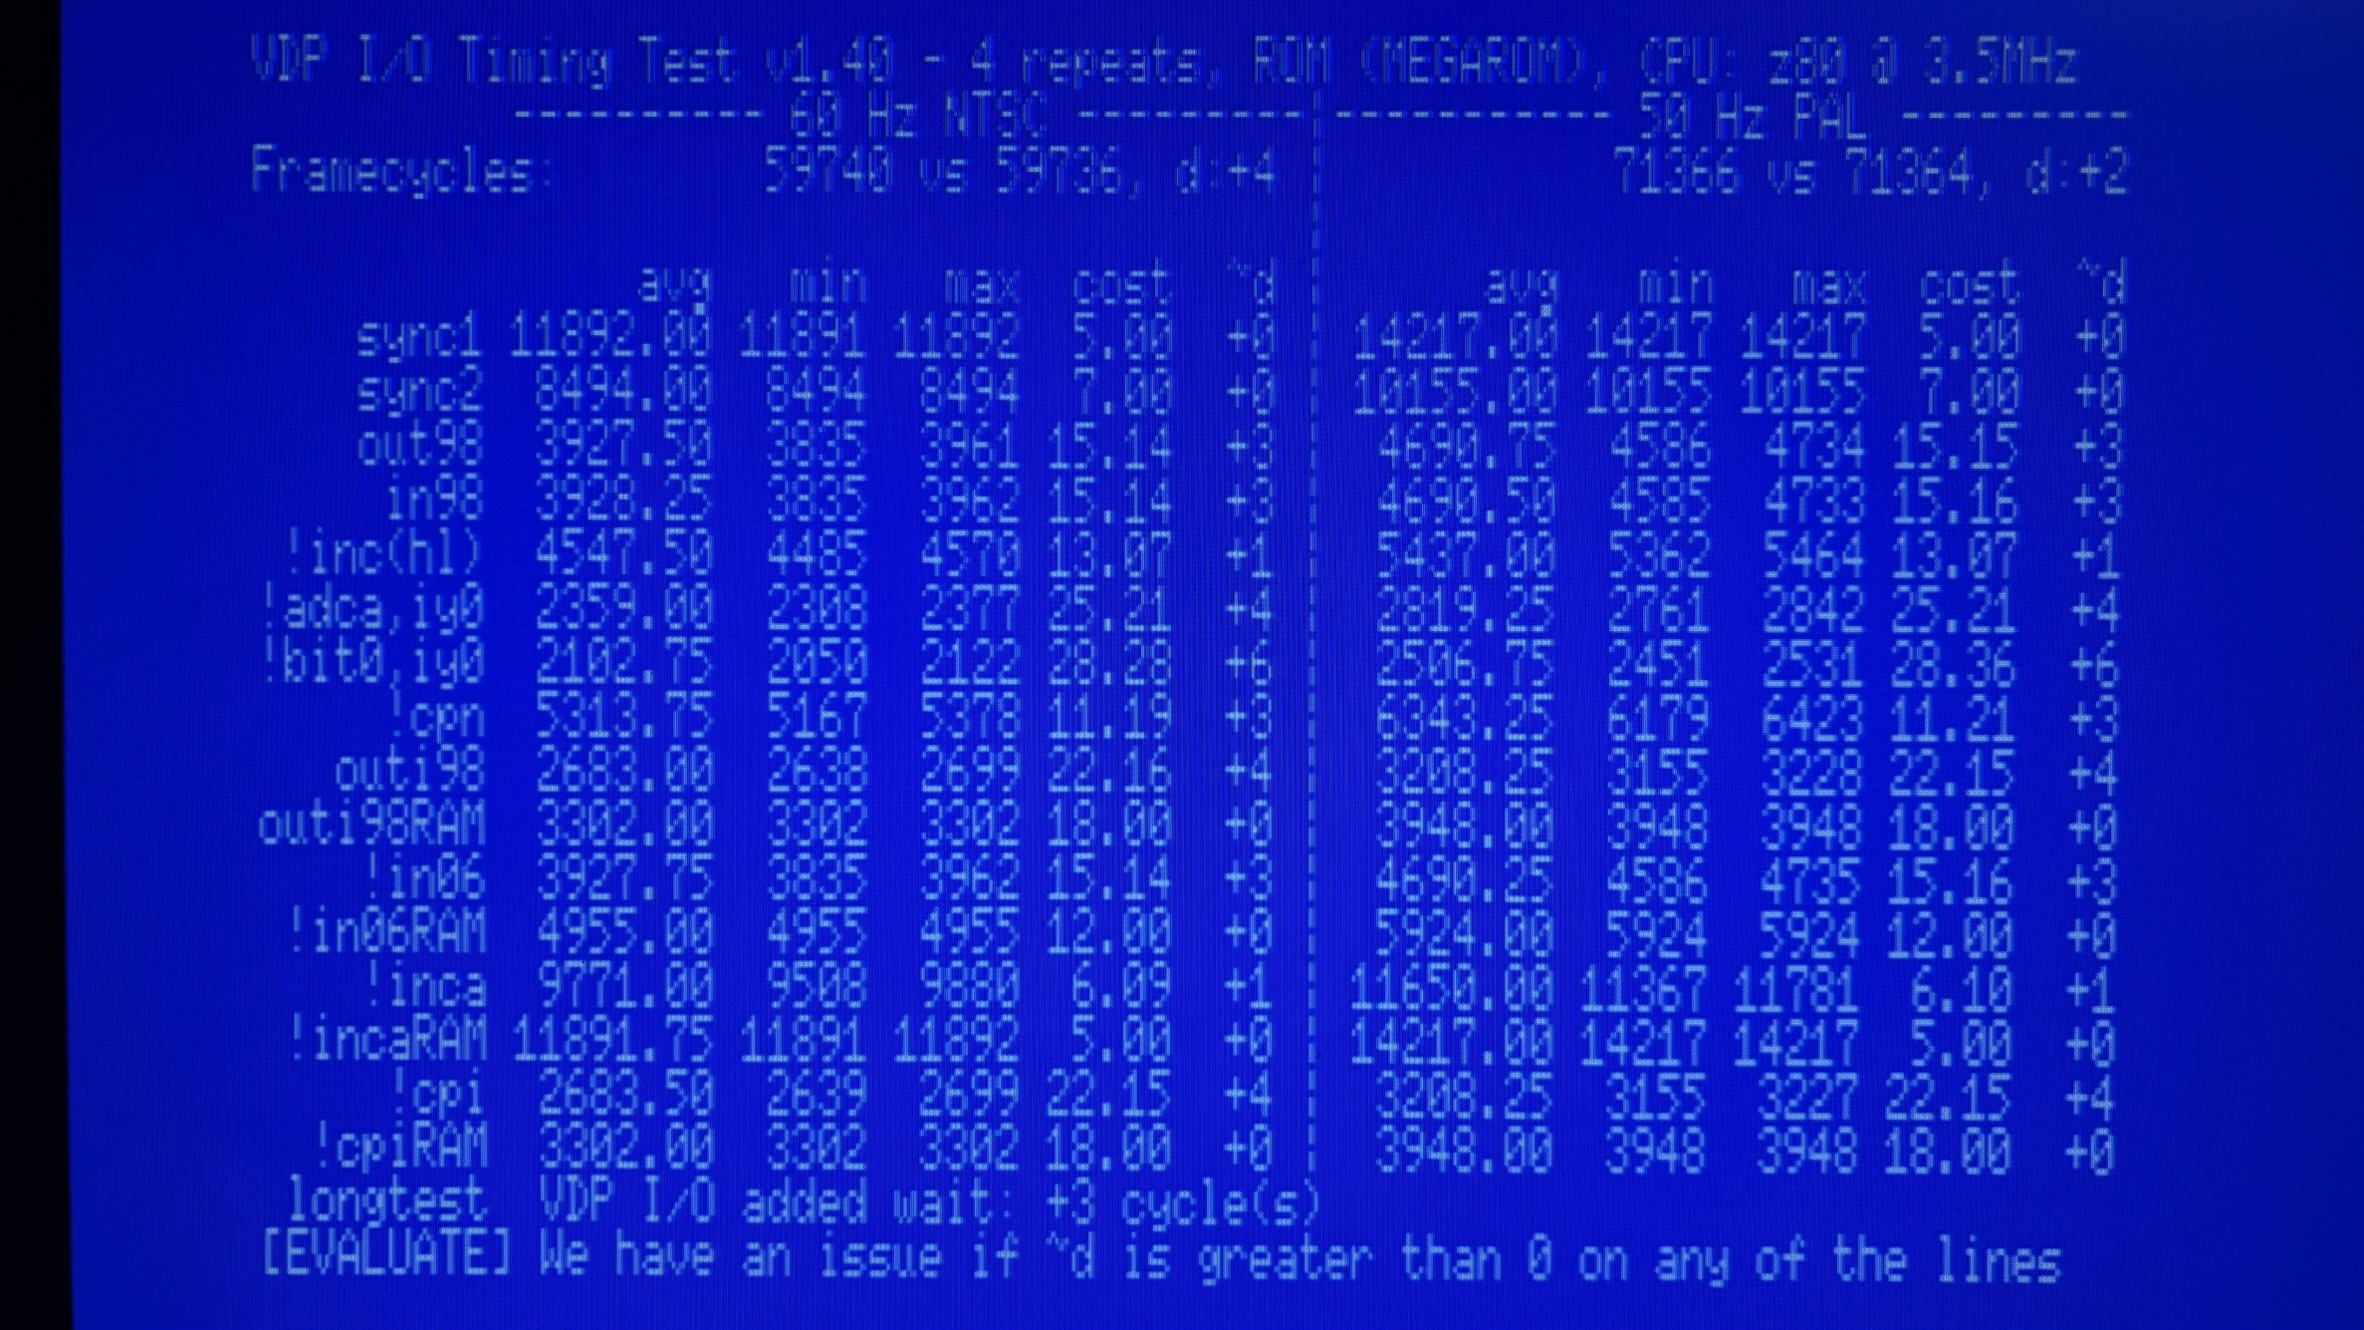 VDP I/O Timing Test v1.40 - 4 repeats, ROM (MEGAROM), CPU: z80 @ 3.5MHz
---------- 60 Hz NTSC ---------|----------- 50 Hz PAL ---------
Framecycles: 59740 vs 59736, d:+4 | 71366 vs 71364, d:+2
avg min max cost ~d | avg min max cost ~d
sync1 11892.00 11891 11892 5.00 +0 | 14217.00 14217 14217 5.00 +0
sync2 8494.00 8494 8494 7.00 +0 | 10155.00 10155 10155 7.00 +0
out98 3927.50 3835 3961 15.14 +3 | 4690.75 4586 4734 15.15 +3
in98 3928.25 3835 3962 15.14 +3 | 4690.50 4585 4733 15.16 +3
!inc(hl) 4547.50 4485 4570 13.07 +1 | 5437.00 5362 5464 13.07 +1
!adca,iy0 2359.00 2308 2377 25.21 +4 | 2819.25 2761 2842 25.21 +4
!bit0,iy0 2102.75 2050 2122 28.28 +6 | 2506.75 2451 2531 28.36 +6
!cpn 5313.75 5167 5378 11.19 +3 | 6343.25 6179 6423 11.21 +3
outi98 2683.00 2638 2699 22.16 +4 | 3208.25 3155 3228 22.15 +4
outi98RAM 3302.00 3302 3302 18.00 +0 | 3948.00 3948 3948 18.00 +0
!in06 3927.75 3835 3962 15.14 +3 | 4690.25 4586 4735 15.16 +3
!in06RAM 4955.00 4955 4955 12.00 +0 | 5924.00 5924 5924 12.00 +0
!inca 9771.00 9508 9880 6.09 +1 | 11650.00 11367 11781 6.10 +1
!incaRAM 11891.75 11891 11892 5.00 +0 | 14217.00 14217 14217 5.00 +0
!cpi 2683.50 2639 2699 22.15 +4 | 3208.25 3155 3227 22.15 +4
!cpiRAM 3302.00 3302 3302 18.00 +0 | 3948.00 3948 3948 18.00 +0
longtest VDP I/O added wait: +3 cycle(s)
[EVALUATE] We have an issue if ~d is greater than 0 on any of the lines